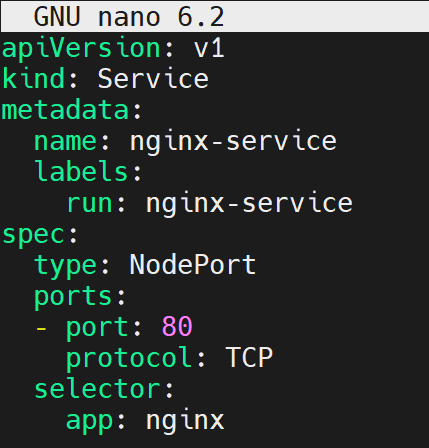 GNU nano 6.2
apiVersion: v1
kind: Service
metadata:
  name: nginx-service
  labels:
    run: nginx-service
spec:
  type: NodePort
  ports:
  - port: 80
    protocol: TCP
  selector:
    app: nginx